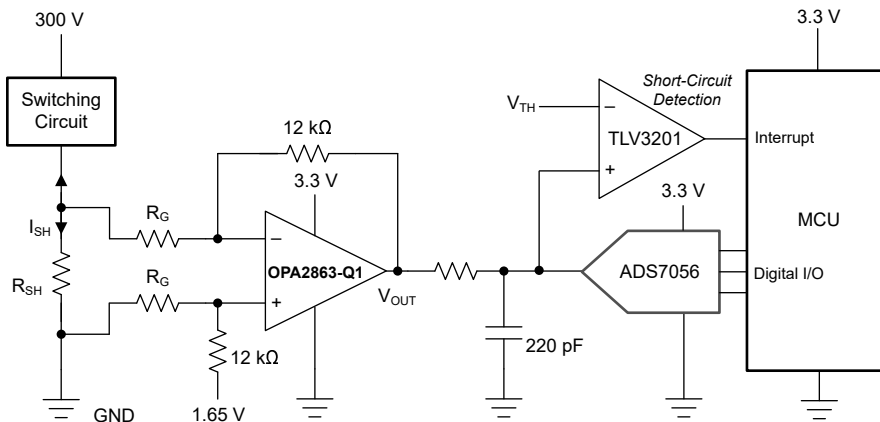 300 V
Switching
Circuit
I_SH
R_SH
R_G
R_G
12 kΩ
3.3 V
−
OPA2863-Q1
+
12 kΩ
1.65 V
GND
V_OUT
220 pF
V_TH
Short-Circuit
Detection
−
TLV3201
+
3.3 V
ADS7056
3.3 V
Interrupt
MCU
Digital I/O